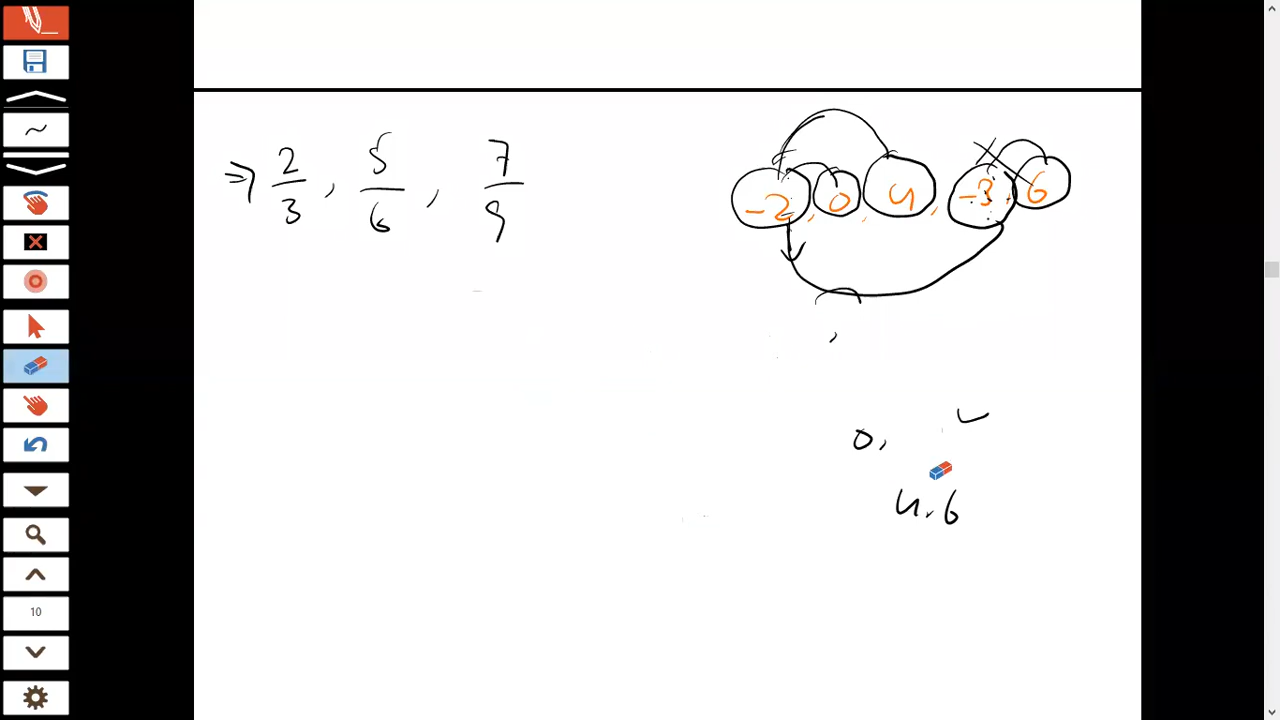 ⇒ 2/3, 5/6, 7/9
-2, 0, 4, -3, 6
,
0,
4.6
10